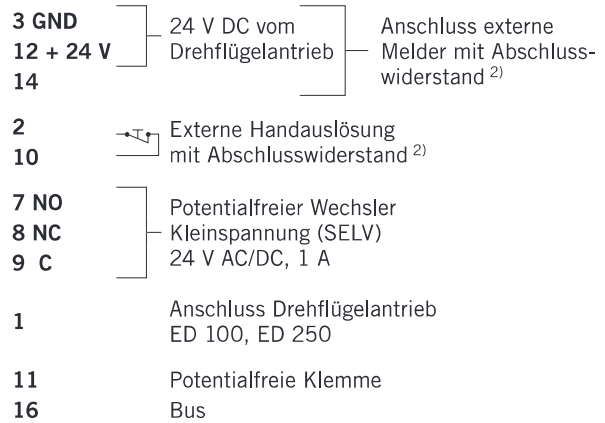 3 GND
12 + 24 V
14
24 V DC vom
Drehflügelantrieb
Anschluss externe
Melder mit Abschluss-
widerstand 2)
2
10
Externe Handauslösung
mit Abschlusswiderstand 2)
7 NO
8 NC
9 C
Potentialfreier Wechsler
Kleinspannung (SELV)
24 V AC/DC, 1 A
1
Anschluss Drehflügelantrieb
ED 100, ED 250
11
Potentialfreie Klemme
16
Bus